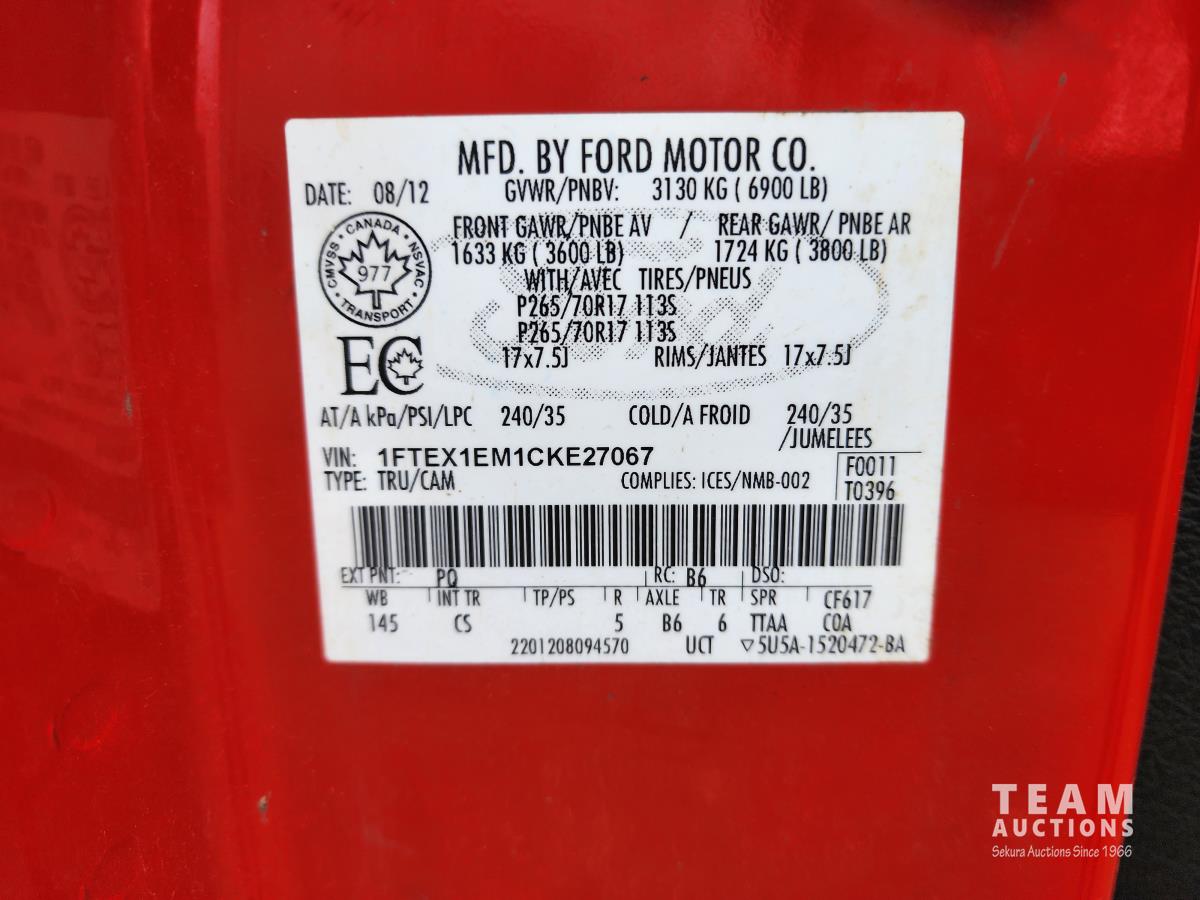 MFD. BY FORD MOTOR CO.
DATE: 08/12 GVWR/PNBV: 3130 KG ( 6900 LB)
FRONT GAWR/PNBE AV / REAR GAWR/ PNBE AR
1633 KG ( 3600 LB) 1724 KG ( 3800 LB)
WITH/AVEC TIRES/PNEUS
P265/70R17 113S
P265/70R17 113S
17x7.5J RIMS/JANTES 17x7.5J
CANADA
CMVSS 977 NSVAC
TRANSPORT
EC
AT/A kPa/PSI/LPC 240/35 COLD/A FROID 240/35
/JUMELEES
VIN: 1FTEX1EM1CKE27067
TYPE: TRU/CAM COMPLIES: ICES/NMB-002
F0011
T0396
EXT PNT: PQ RC: B6 DSO:
WB INT TR TP/PS R AXLE TR SPR CF617
145 CS 5 B6 6 TTAA COA
2201208094570 UCT ▽5U5A-1520472-BA
TEAM
AUCTIONS
Sekura Auctions Since 1966